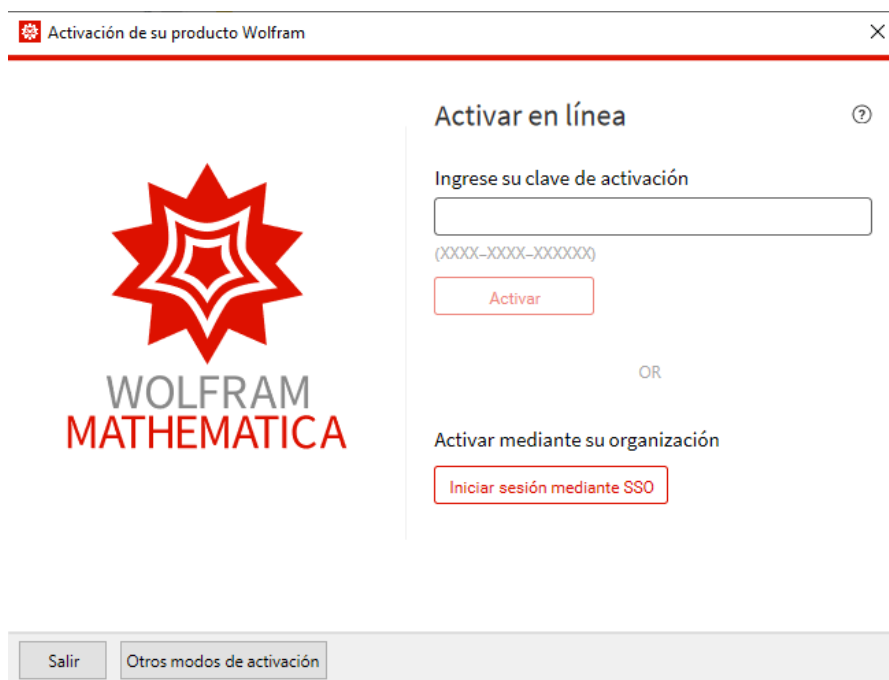 Activación de su producto Wolfram
Activar en línea
?
Ingrese su clave de activación
(XXXX–XXXX–XXXXXX)
Activar
OR
WOLFRAM
MATHEMATICA
Activar mediante su organización
Iniciar sesión mediante SSO
Salir
Otros modos de activación